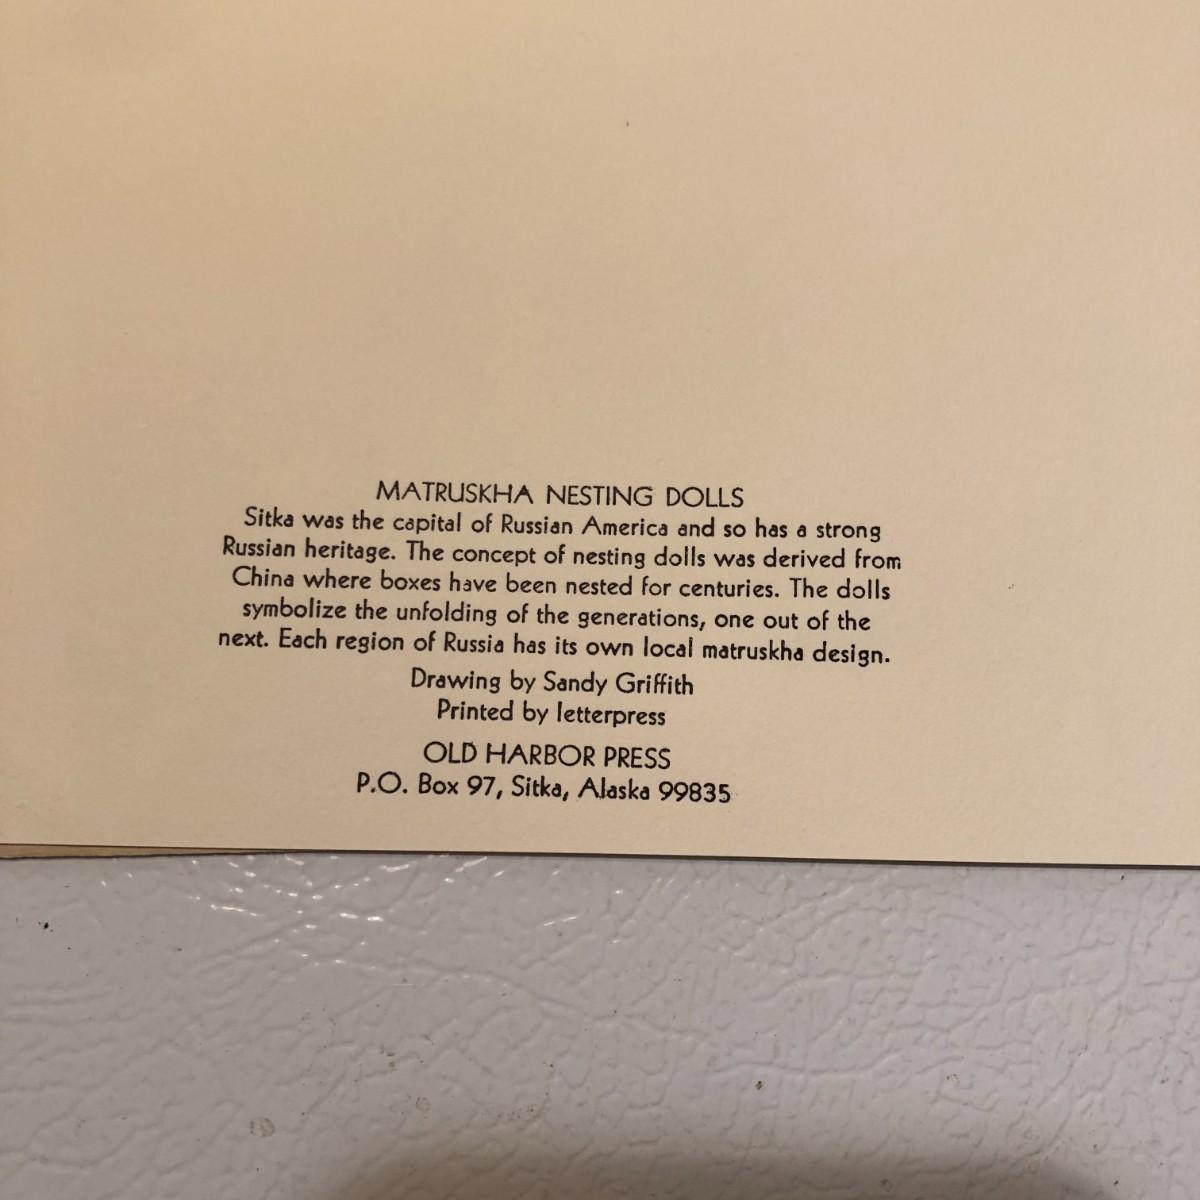 MATRUSKHA NESTING DOLLS
Sitka was the capital of Russian America and so has a strong
Russian heritage. The concept of nesting dolls was derived from
China where boxes have been nested for centuries. The dolls
symbolize the unfolding of the generations, one out of the
next. Each region of Russia has its own local matruskha design.
Drawing by Sandy Griffith
Printed by letterpress
OLD HARBOR PRESS
P.O. Box 97, Sitka, Alaska 99835